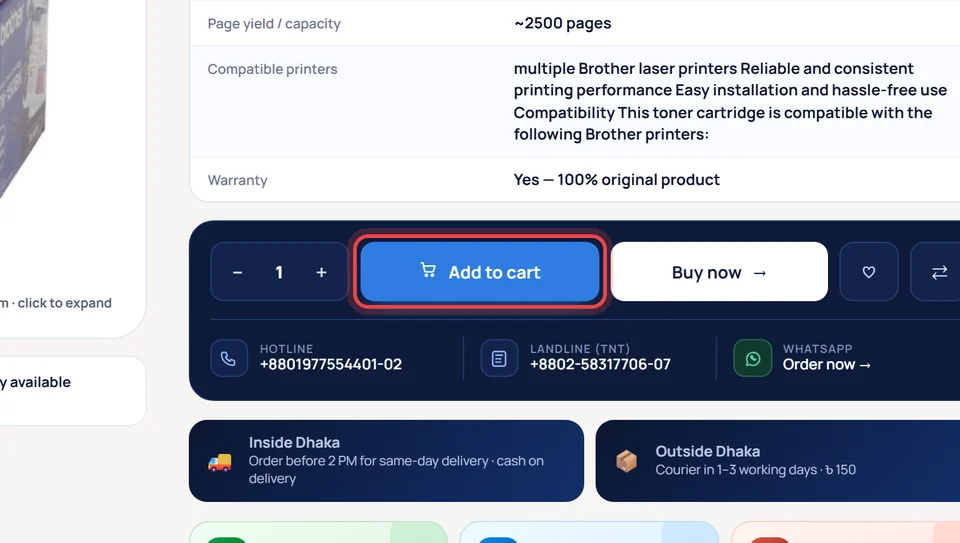 brother
Page yield / capacity
~2500 pages
Compatible printers
multiple Brother laser printers Reliable and consistent
printing performance Easy installation and hassle-free use
Compatibility This toner cartridge is compatible with the
following Brother printers:
Warranty
Yes — 100% original product
m · click to expand
y available
− 1 +
Add to cart
Buy now →
HOTLINE
+8801977554401-02
LANDLINE (TNT)
+8802-58317706-07
WHATSAPP
Order now →
Inside Dhaka
Order before 2 PM for same-day delivery · cash on
delivery
Outside Dhaka
Courier in 1–3 working days · ৳ 150